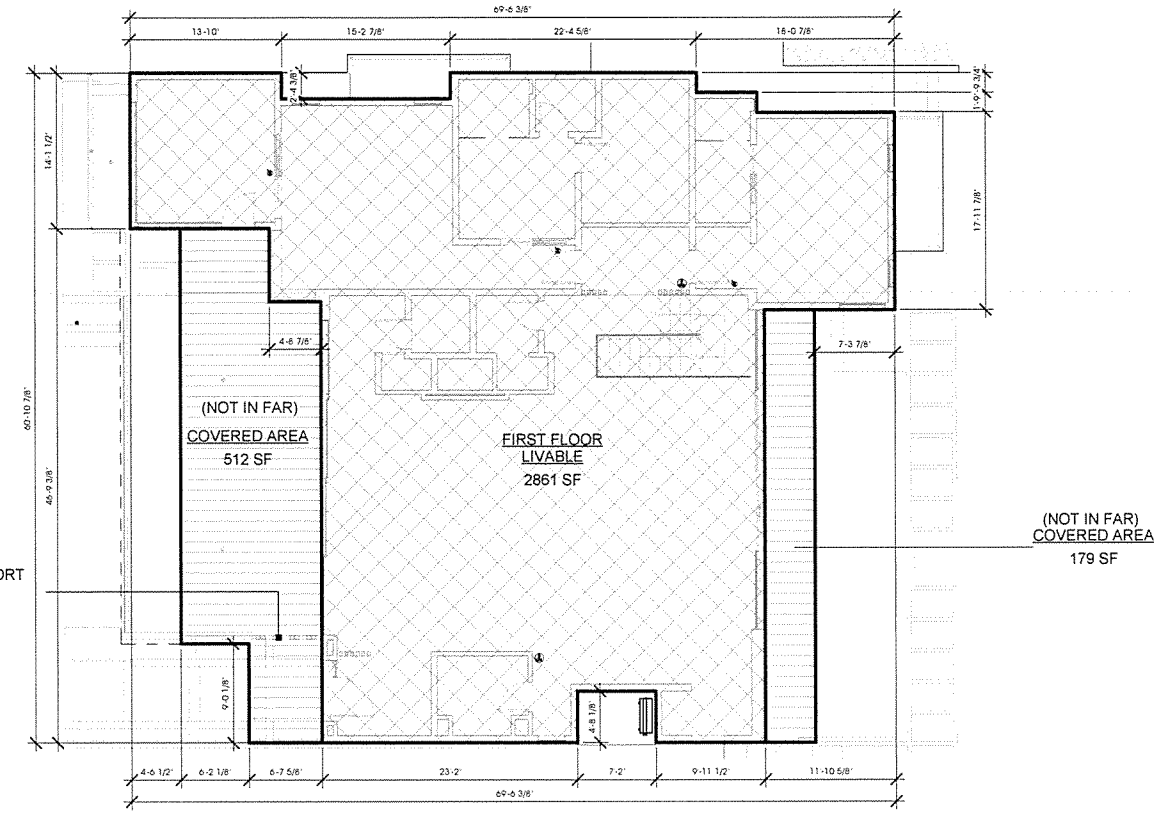 69'-6 3/8"
13'-10" 15'-2 7/8" 22'-4 5/8" 18'-0 7/8"
2'-4 3/8"
1'-9" 1'-9 3/4"
14'-1 1/2"
17'-11 7/8"
60'-10 7/8"
4'-8 7/8"
7'-3 7/8"
(NOT IN FAR)
COVERED AREA
512 SF
FIRST FLOOR
LIVABLE
2861 SF
46'-9 3/8"
(NOT IN FAR)
COVERED AREA
179 SF
ORT
9'-0 1/8"
4'-8 1/8"
4'-6 1/2" 6'-2 1/8" 6'-7 5/8" 23'-2" 7'-2" 9'-11 1/2" 11'-10 5/8"
69'-6 3/8"